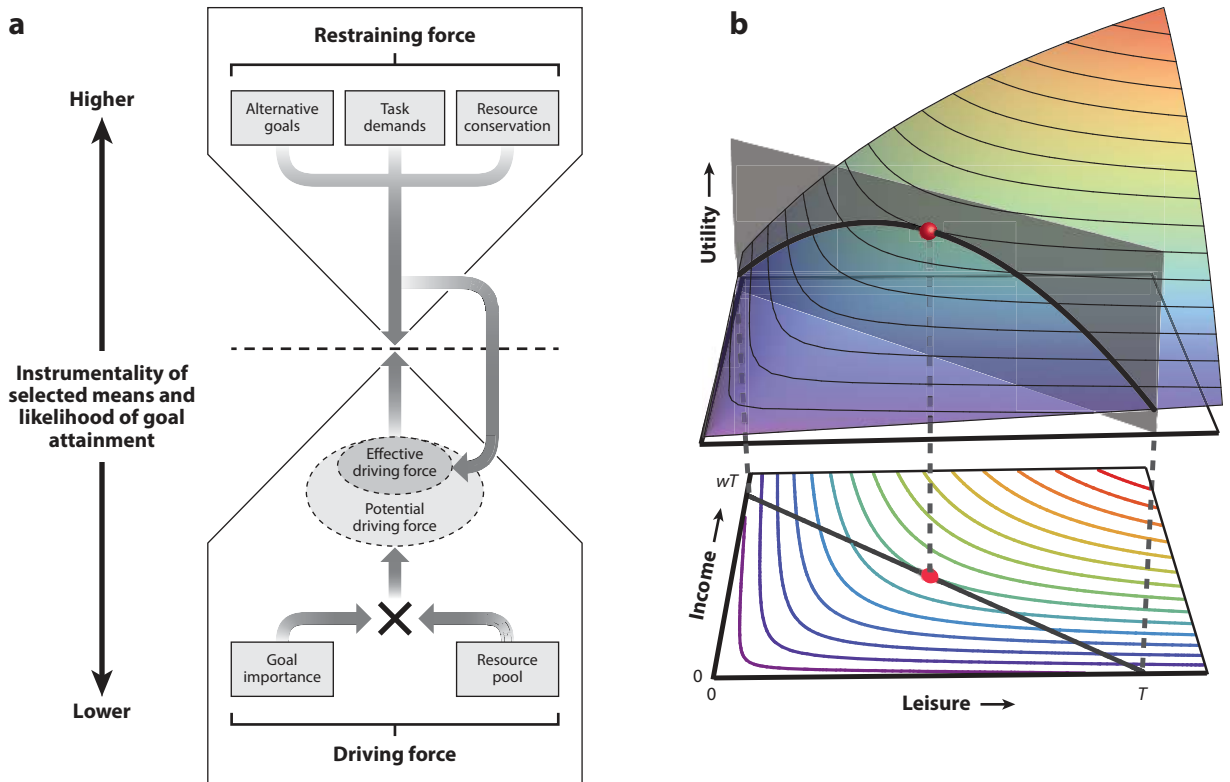 a
Restraining force
Higher
Alternative
goals
Task
demands
Resource
conservation
Instrumentality of
selected means and
likelihood of goal
attainment
Effective
driving force
Potential
driving force
Goal
importance
Resource
pool
Lower
Driving force
b
Utility
wT
Income
0
0
Leisure
T